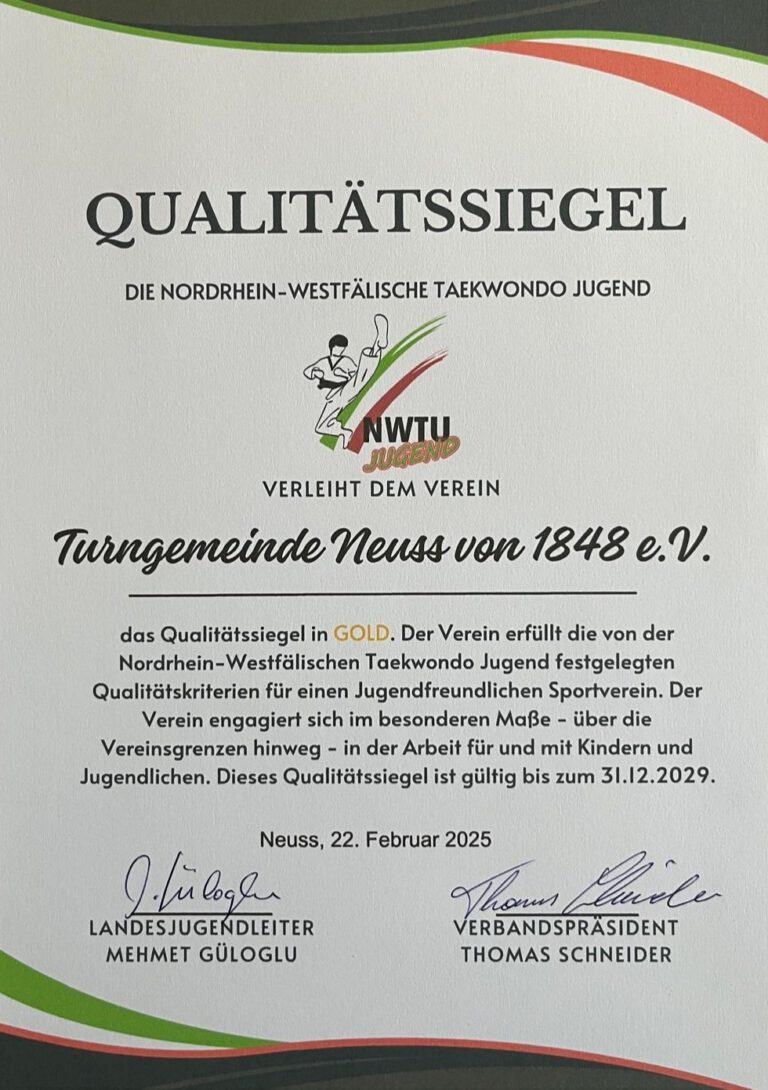 QUALITÄTSSIEGEL
DIE NORDRHEIN-WESTFÄLISCHE TAEKWONDO JUGEND
NWTU
JUGEND
VERLEIHT DEM VEREIN
Turngemeinde Neuss von 1848 e.V.
das Qualitätssiegel in GOLD. Der Verein erfüllt die von der
Nordrhein-Westfälischen Taekwondo Jugend festgelegten
Qualitätskriterien für einen Jugendfreundlichen Sportverein. Der
Verein engagiert sich im besonderen Maße - über die
Vereinsgrenzen hinweg - in der Arbeit für und mit Kindern und
Jugendlichen. Dieses Qualitätssiegel ist gültig bis zum 31.12.2029.
Neuss, 22. Februar 2025
Thomas Schneider
LANDESJUGENDLEITER
MEHMET GÜLOGLU
VERBANDSPRÄSIDENT
THOMAS SCHNEIDER